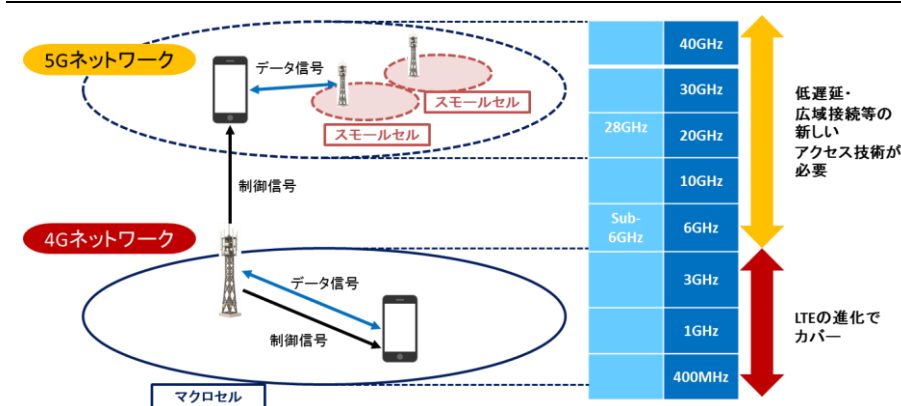 5Gネットワーク
データ信号
スモールセル
スモールセル
制御信号
4Gネットワーク
データ信号
制御信号
マクロセル
28GHz
Sub-
6GHz
40GHz
30GHz
20GHz
10GHz
6GHz
3GHz
1GHz
400MHz
低遅延・
広域接続等の
新しい
アクセス技術が
必要
LTEの進化で
カバー